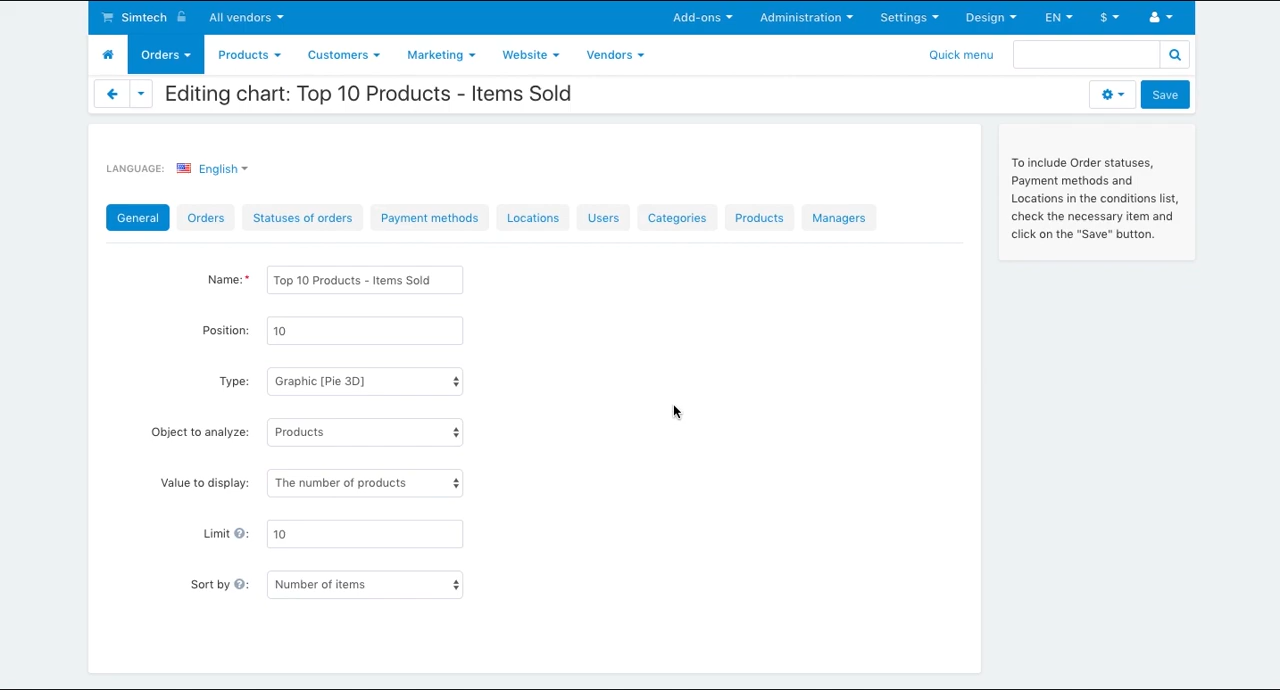 Simtech All vendors Add-ons Administration Settings Design EN $
Orders Products Customers Marketing Website Vendors Quick menu
Editing chart: Top 10 Products - Items Sold Save
LANGUAGE: English
General Orders Statuses of orders Payment methods Locations Users Categories Products Managers
Name:* Top 10 Products - Items Sold
Position: 10
Type: Graphic [Pie 3D]
Object to analyze: Products
Value to display: The number of products
Limit ?: 10
Sort by ?: Number of items
To include Order statuses,
Payment methods and
Locations in the conditions list,
check the necessary item and
click on the "Save" button.